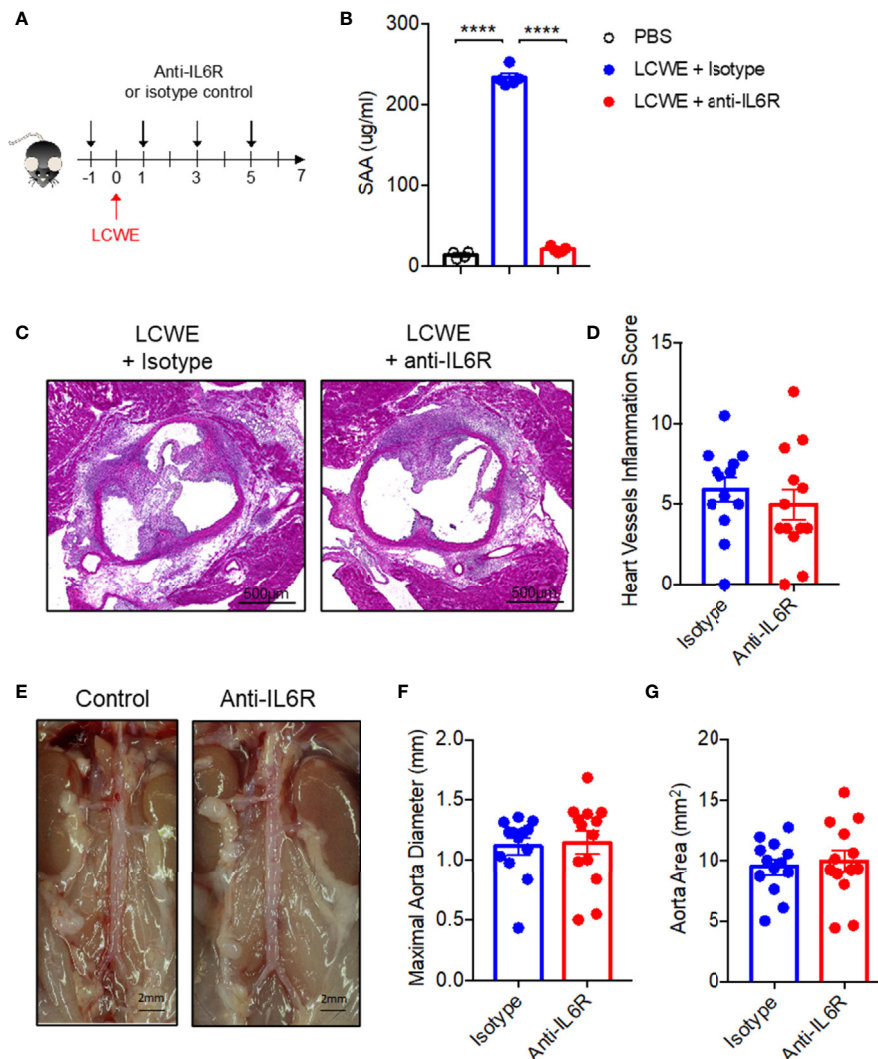 A
Anti-IL6R
or isotype control
-1 0 1 3 5 7
LCWE
B
SAA (ug/ml)
300
200
100
0
**** ****
PBS
LCWE + Isotype
LCWE + anti-IL6R
C
LCWE
+ Isotype
500µm
LCWE
+ anti-IL6R
500µm
D
Heart Vessels Inflammation Score
15
10
5
0
Isotype
Anti-IL6R
E
Control
2mm
Anti-IL6R
2mm
F
Maximal Aorta Diameter (mm)
2.0
1.5
1.0
0.5
0.0
Isotype
Anti-IL6R
G
Aorta Area (mm²)
20
15
10
5
0
Isotype
Anti-IL6R